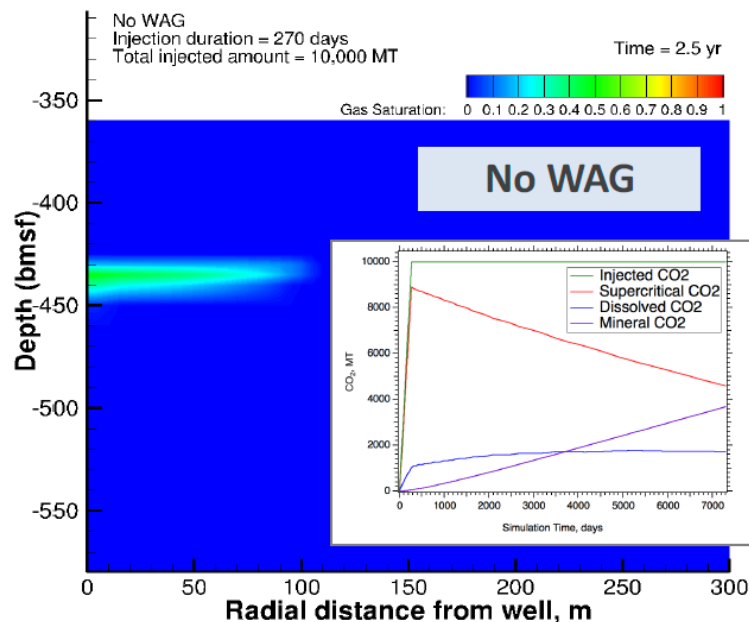 No WAG
Injection duration = 270 days
Total injected amount = 10,000 MT
Time = 2.5 yr
Gas Saturation: 0 0.1 0.2 0.3 0.4 0.5 0.6 0.7 0.8 0.9 1
-350
-400
-450
-500
-550
Depth (bmsf)
No WAG
10000
8000
6000
4000
2000
0
CO₂, MT
Injected CO2
Supercritical CO2
Dissolved CO2
Mineral CO2
0 1000 2000 3000 4000 5000 6000 7000
Simulation Time, days
0 50 100 150 200 250 300
Radial distance from well, m